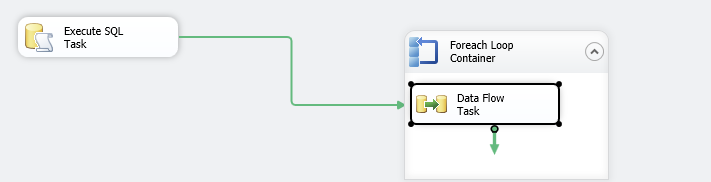 Execute SQL
Task
Foreach Loop
Container
Data Flow
Task